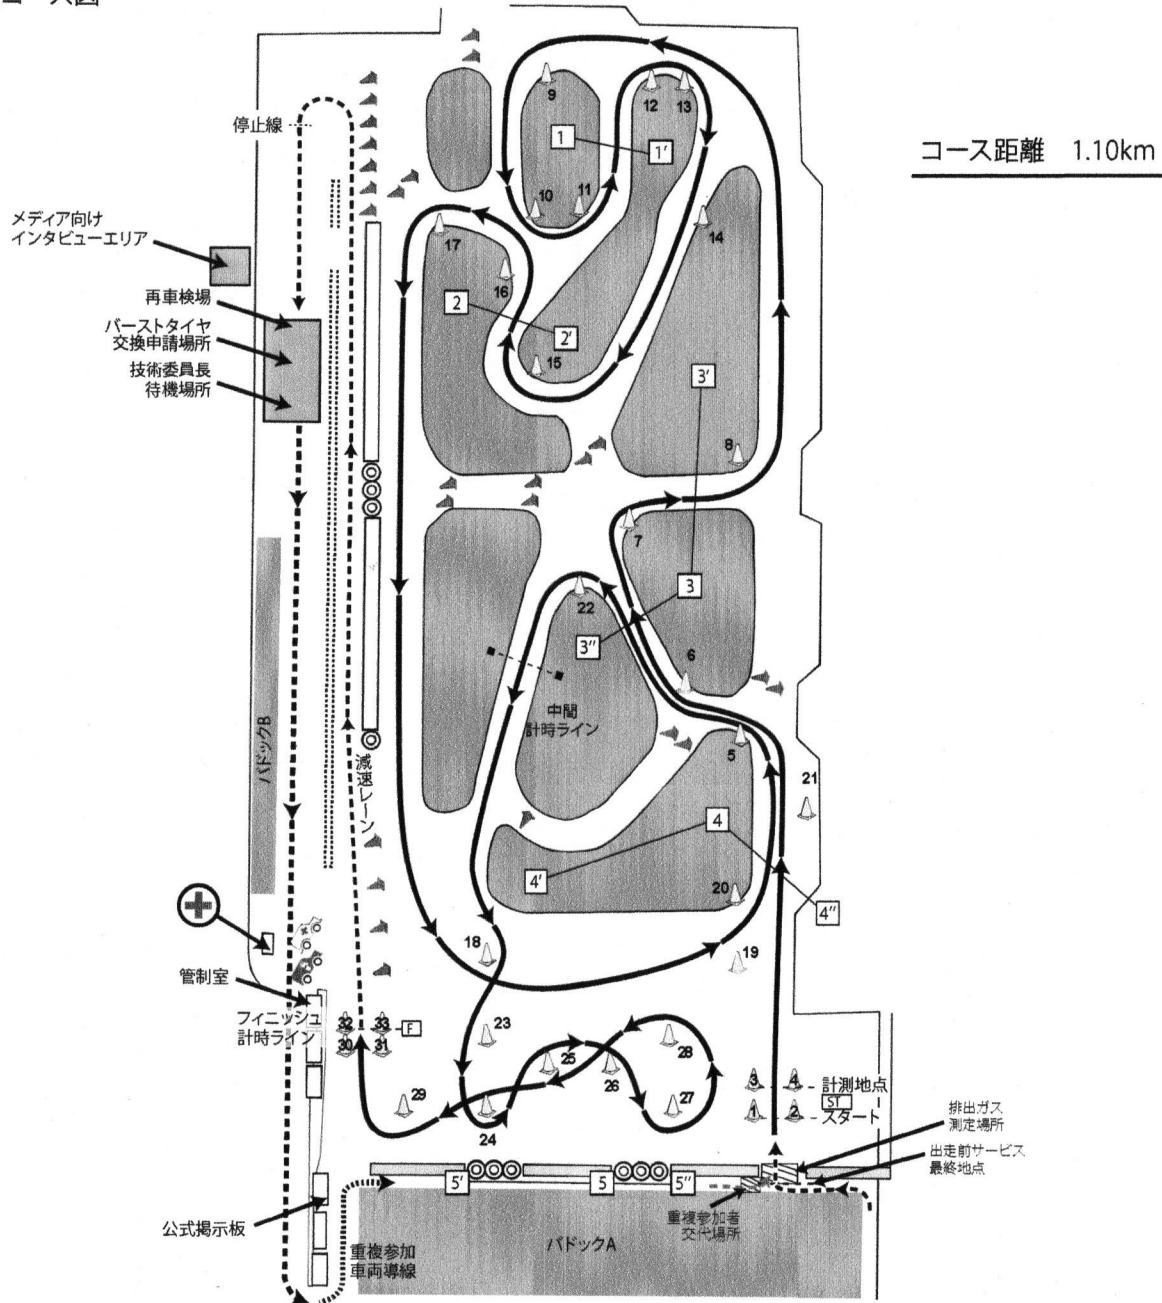 コース図
コース距離 1.10km
停止線
メディア向け
インタビューエリア
再車検場
バーストタイヤ
交換申請場所
技術委員長
待機場所
9
12
13
1
1'
10
11
14
17
16
2
2'
15
3'
8
7
22
3
3''
6
中間
計時ライン
パドックB
減速レーン
5
21
4
4'
20
4''
18
19
管制室
フィニッシュ
計時ライン
32
33
F
30
31
23
25
26
28
29
24
27
3
4
計測地点
ST
1
2
スタート
排出ガス
測定場所
出走前サービス
最終地点
5'
5
5''
重複参加者
交代場所
公式掲示板
重複参加
車両導線
パドックA